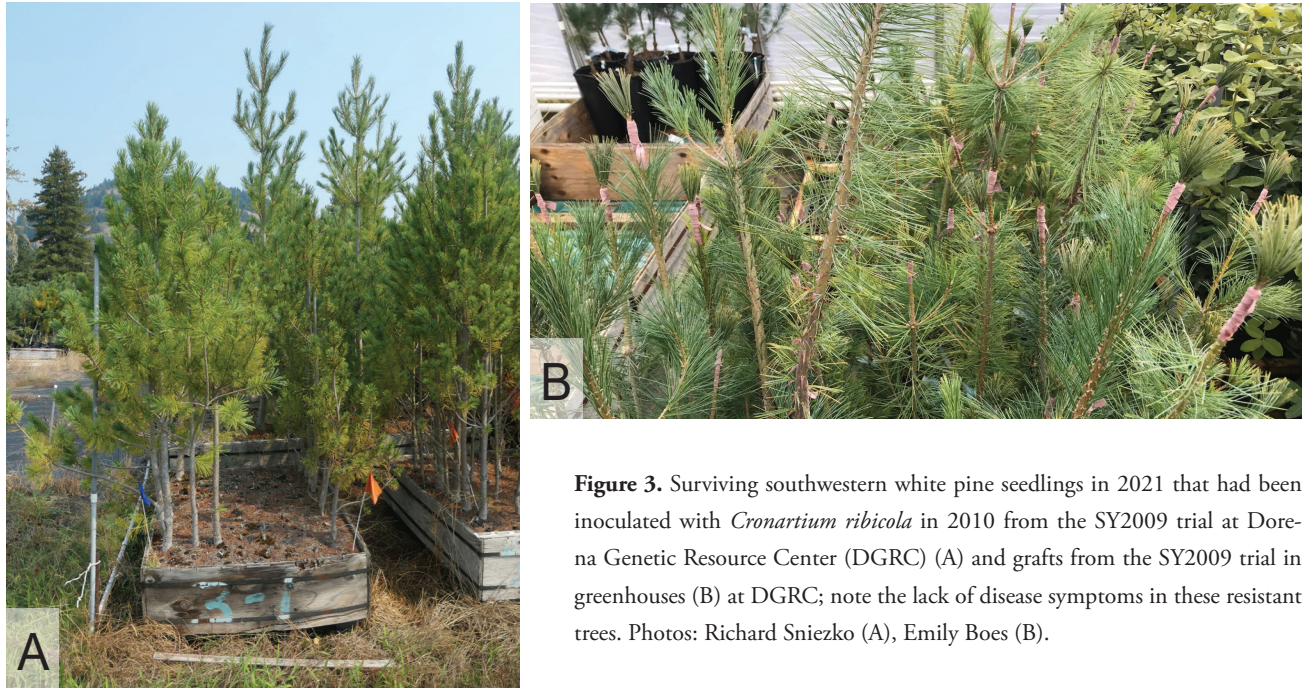 3-1
A
B
Figure 3. Surviving southwestern white pine seedlings in 2021 that had been
inoculated with Cronartium ribicola in 2010 from the SY2009 trial at Dore-
na Genetic Resource Center (DGRC) (A) and grafts from the SY2009 trial in
greenhouses (B) at DGRC; note the lack of disease symptoms in these resistant
trees. Photos: Richard Sniezko (A), Emily Boes (B).